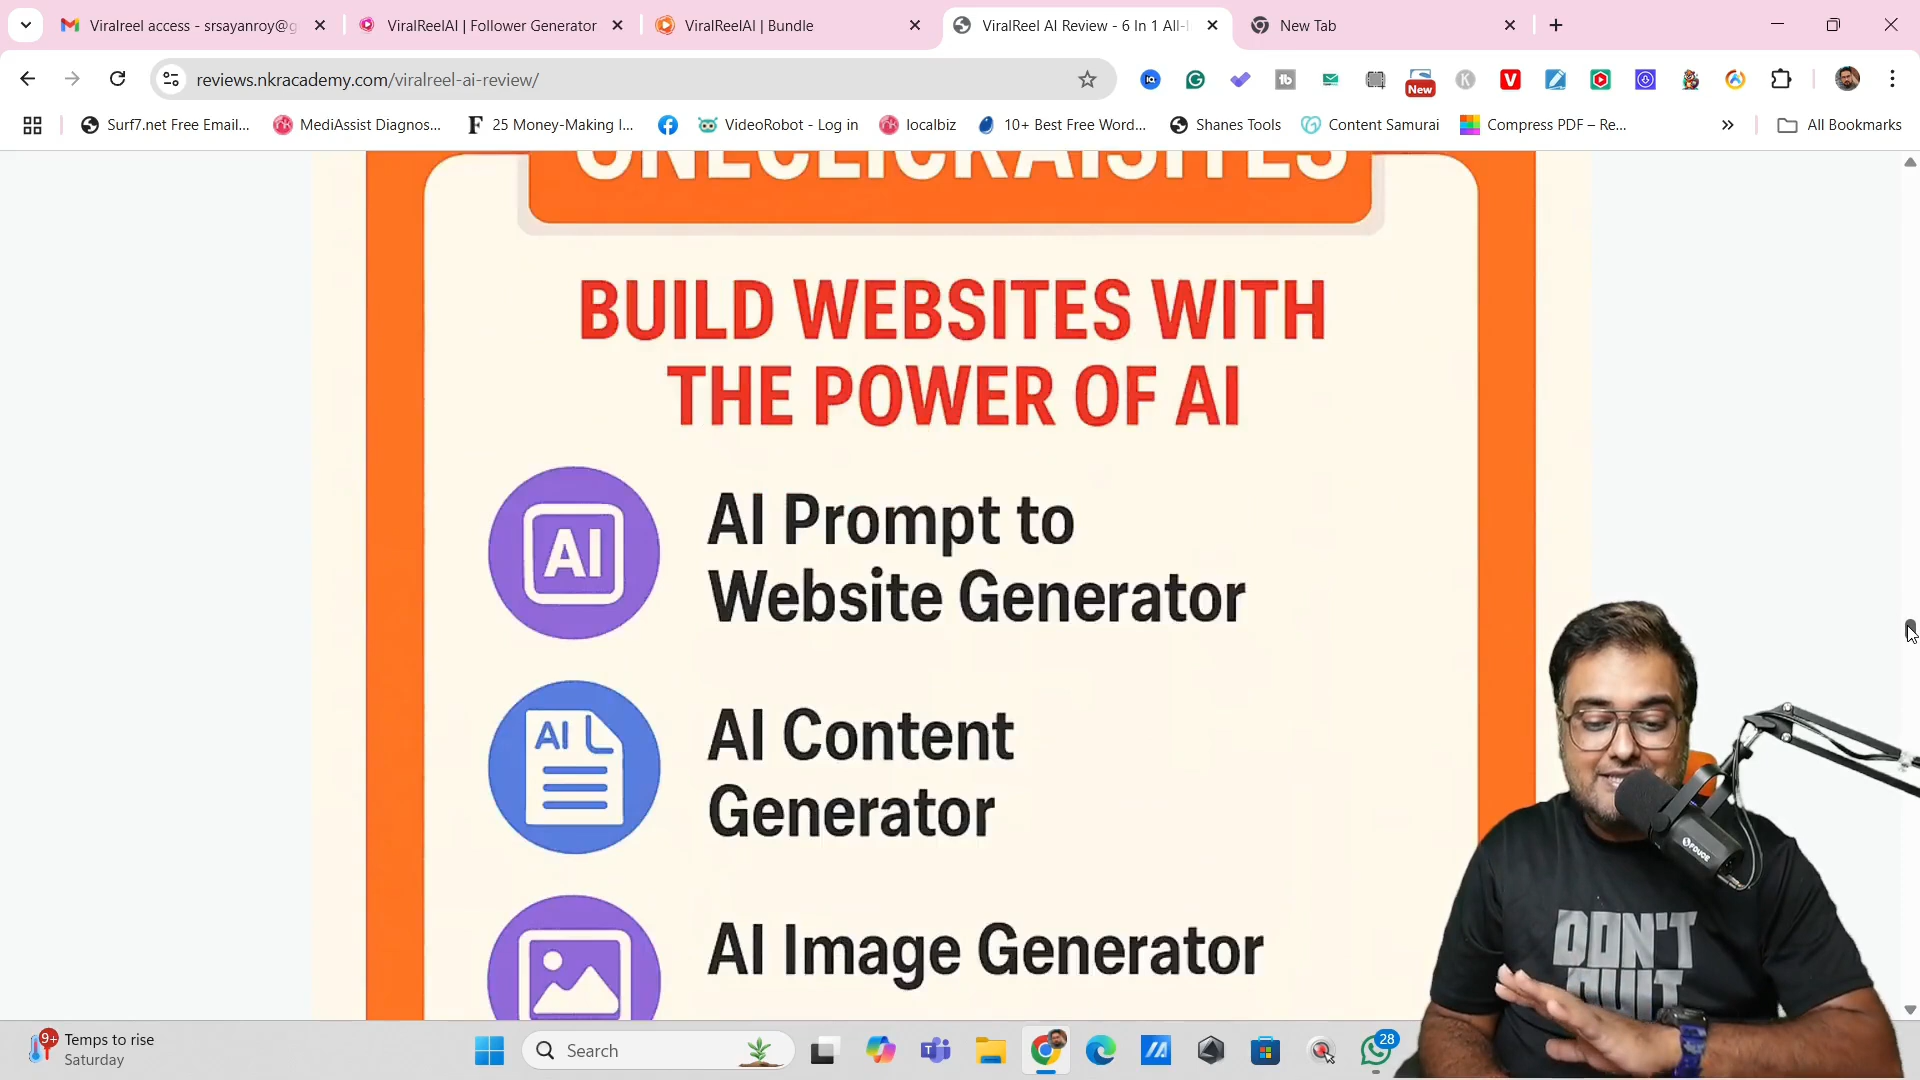 Viralreel access - srsayanroy@g
ViralReelAI | Follower Generator
ViralReelAI | Bundle
ViralReel AI Review - 6 In 1 All-I
New Tab
reviews.nkracademy.com/viralreel-ai-review/
New
Surf7.net Free Email...
MediAssist Diagnos...
25 Money-Making I...
VideoRobot - Log in
localbiz
10+ Best Free Word...
Shanes Tools
Content Samurai
Compress PDF – Re...
All Bookmarks
ONECLICKAISITES
BUILD WEBSITES WITH
THE POWER OF AI
AI
AI Prompt to
Website Generator
AI
AI Content
Generator
AI Image Generator
FDUCE
DON'T
QUIT
9+
Temps to rise
Saturday
Search
28